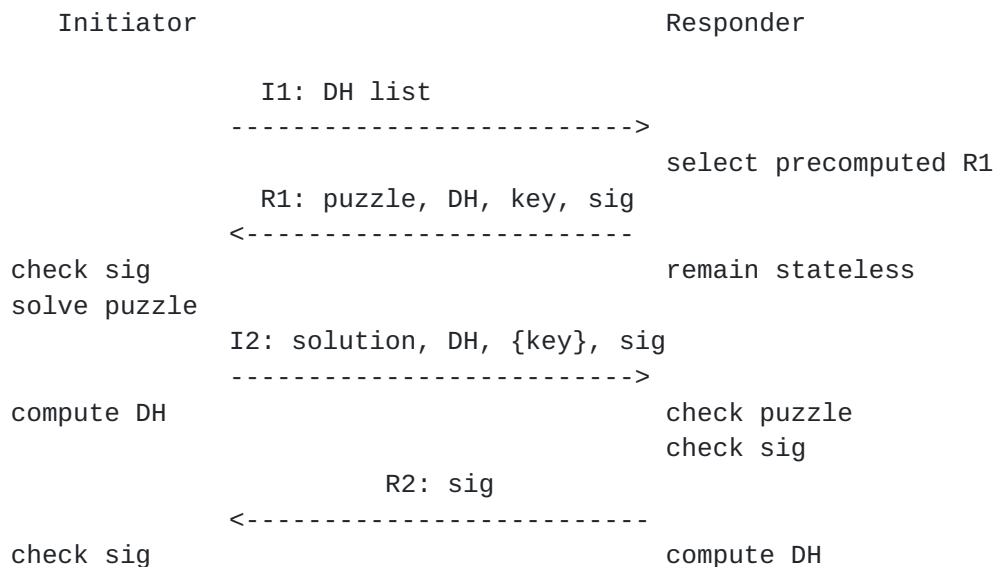 Initiator                              Responder
I1: DH list
-------------------------->
select precomputed R1
R1: puzzle, DH, key, sig
<-------------------------
check sig                              remain stateless
solve puzzle
I2: solution, DH, {key}, sig
-------------------------->
compute DH                             check puzzle
check sig
R2: sig
<--------------------------
check sig                              compute DH